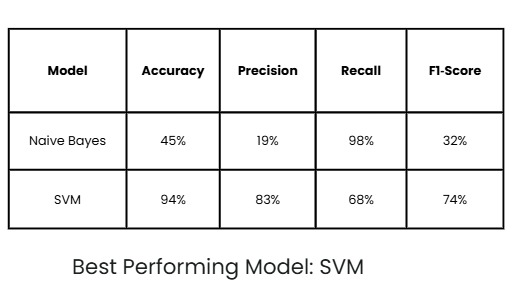 Model Accuracy Precision Recall F1-Score
Naive Bayes 45% 19% 98% 32%
SVM 94% 83% 68% 74%
Best Performing Model: SVM